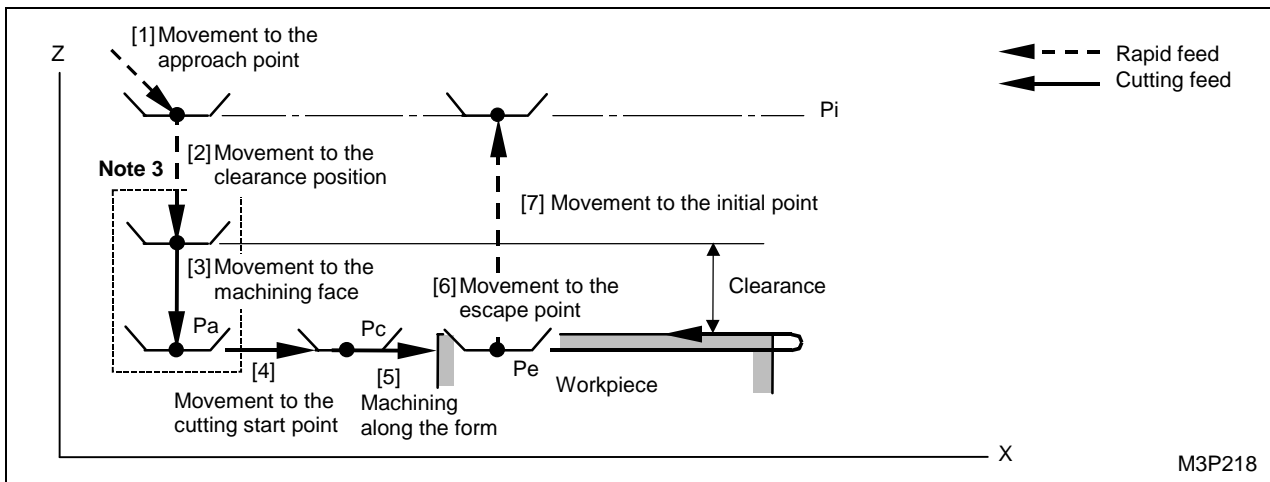 [1] Movement to the
approach point
Z
Rapid feed
Cutting feed
Pi
[2] Movement to the
clearance position
Note 3
[7] Movement to the initial point
[3] Movement to the
machining face
[6] Movement to the
escape point
Clearance
Pa
Pc
Pe
[4]
[5]
Workpiece
Movement to the
cutting start point
Machining
along the form
X
M3P218